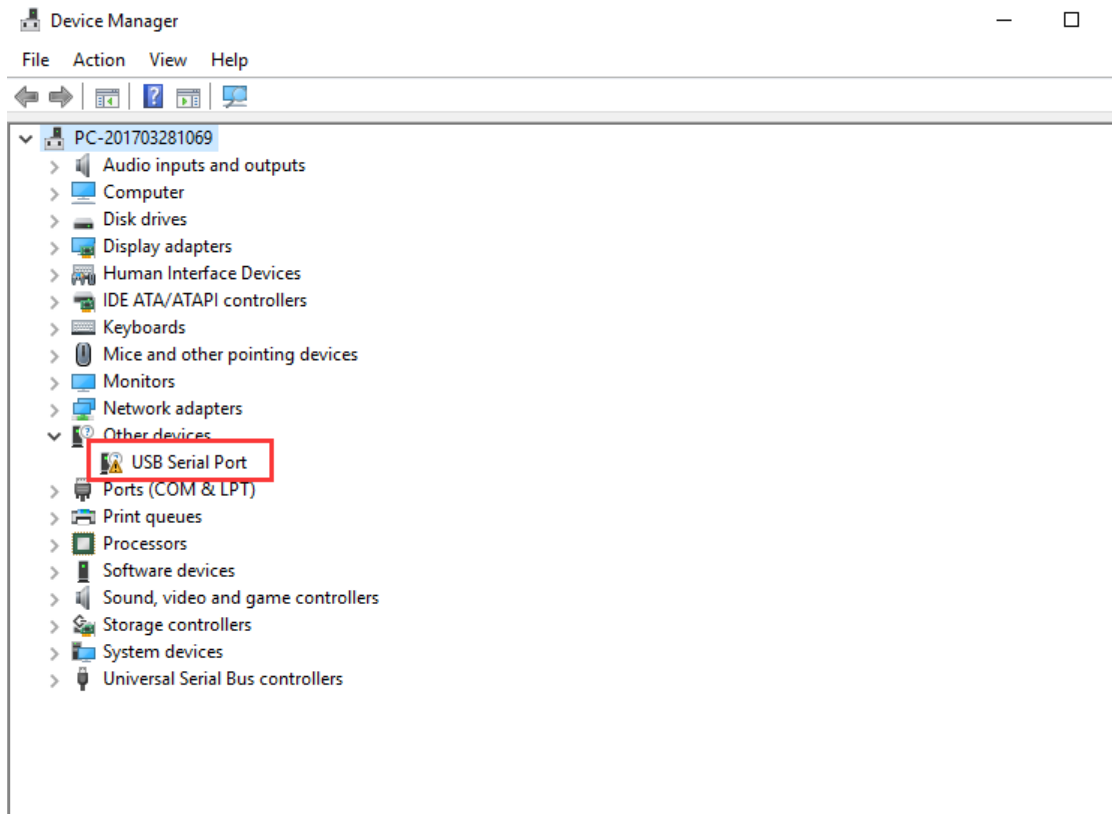 Device Manager
File Action View Help
PC-201703281069
Audio inputs and outputs
Computer
Disk drives
Display adapters
Human Interface Devices
IDE ATA/ATAPI controllers
Keyboards
Mice and other pointing devices
Monitors
Network adapters
Other devices
USB Serial Port
Ports (COM & LPT)
Print queues
Processors
Software devices
Sound, video and game controllers
Storage controllers
System devices
Universal Serial Bus controllers